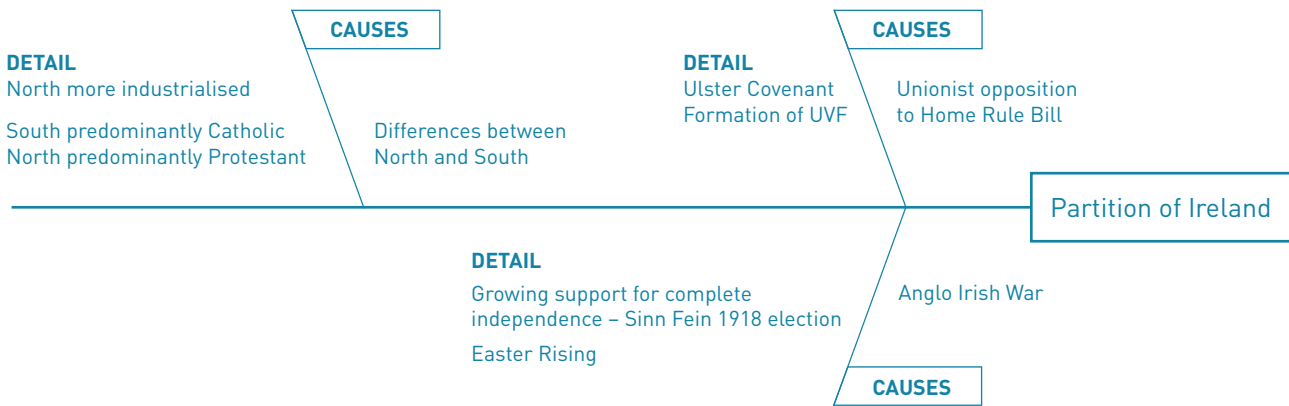 CAUSES
DETAIL
North more industrialised
South predominantly Catholic
North predominantly Protestant
Differences between
North and South
CAUSES
DETAIL
Ulster Covenant
Formation of UVF
Unionist opposition
to Home Rule Bill
Partition of Ireland
DETAIL
Growing support for complete
independence – Sinn Fein 1918 election
Easter Rising
Anglo Irish War
CAUSES